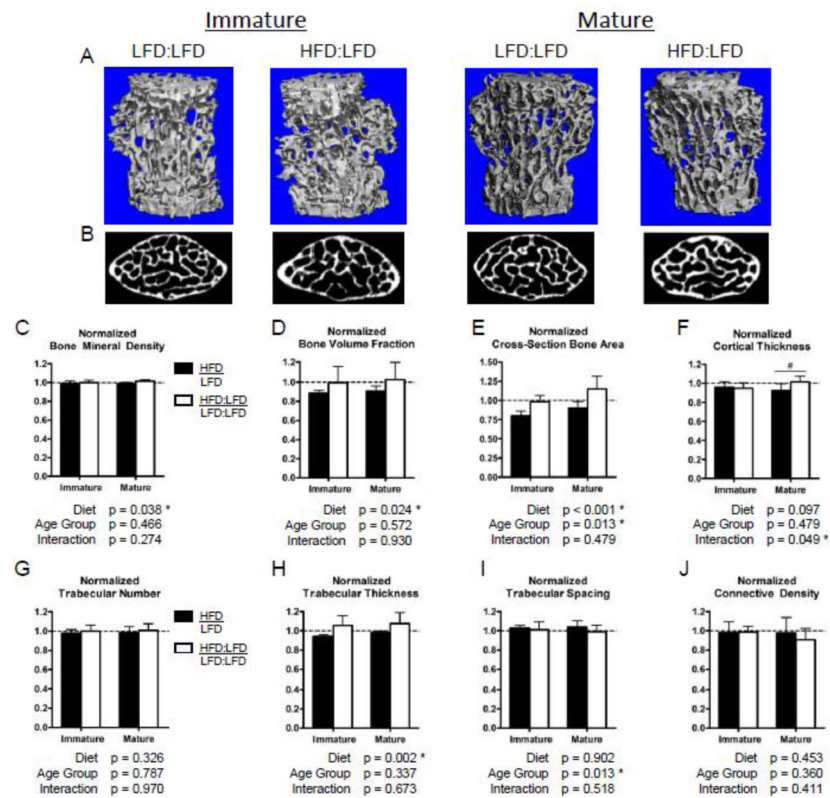 Immature Mature
LFD:LFD HFD:LFD LFD:LFD HFD:LFD
A
B
C
Normalized
Bone Mineral Density
1.2
1.0
0.8
0.6
0.4
0.2
0.0
Immature Mature
HFD
LFD
HFD:LFD
LFD:LFD
Diet p = 0.038 *
Age Group p = 0.466
Interaction p = 0.274
D
Normalized
Bone Volume Fraction
1.2
1.0
0.8
0.6
0.4
0.2
0.0
Immature Mature
Diet p = 0.024 *
Age Group p = 0.572
Interaction p = 0.930
E
Normalized
Cross-Section Bone Area
1.50
1.25
1.00
0.75
0.50
0.25
0.00
Immature Mature
Diet p < 0.001 *
Age Group p = 0.013 *
Interaction p = 0.479
F
Normalized
Cortical Thickness
1.2
1.0
0.8
0.6
0.4
0.2
0.0
#
Immature Mature
Diet p = 0.097
Age Group p = 0.479
Interaction p = 0.049 *
G
Normalized
Trabecular Number
1.2
1.0
0.8
0.6
0.4
0.2
0.0
Immature Mature
HFD
LFD
HFD:LFD
LFD:LFD
Diet p = 0.326
Age Group p = 0.787
Interaction p = 0.970
H
Normalized
Trabecular Thickness
1.2
1.0
0.8
0.6
0.4
0.2
0.0
Immature Mature
Diet p = 0.002 *
Age Group p = 0.337
Interaction p = 0.673
I
Normalized
Trabecular Spacing
1.2
1.0
0.8
0.6
0.4
0.2
0.0
Immature Mature
Diet p = 0.902
Age Group p = 0.013 *
Interaction p = 0.518
J
Normalized
Connective Density
1.2
1.0
0.8
0.6
0.4
0.2
0.0
Immature Mature
Diet p = 0.453
Age Group p = 0.360
Interaction p = 0.411